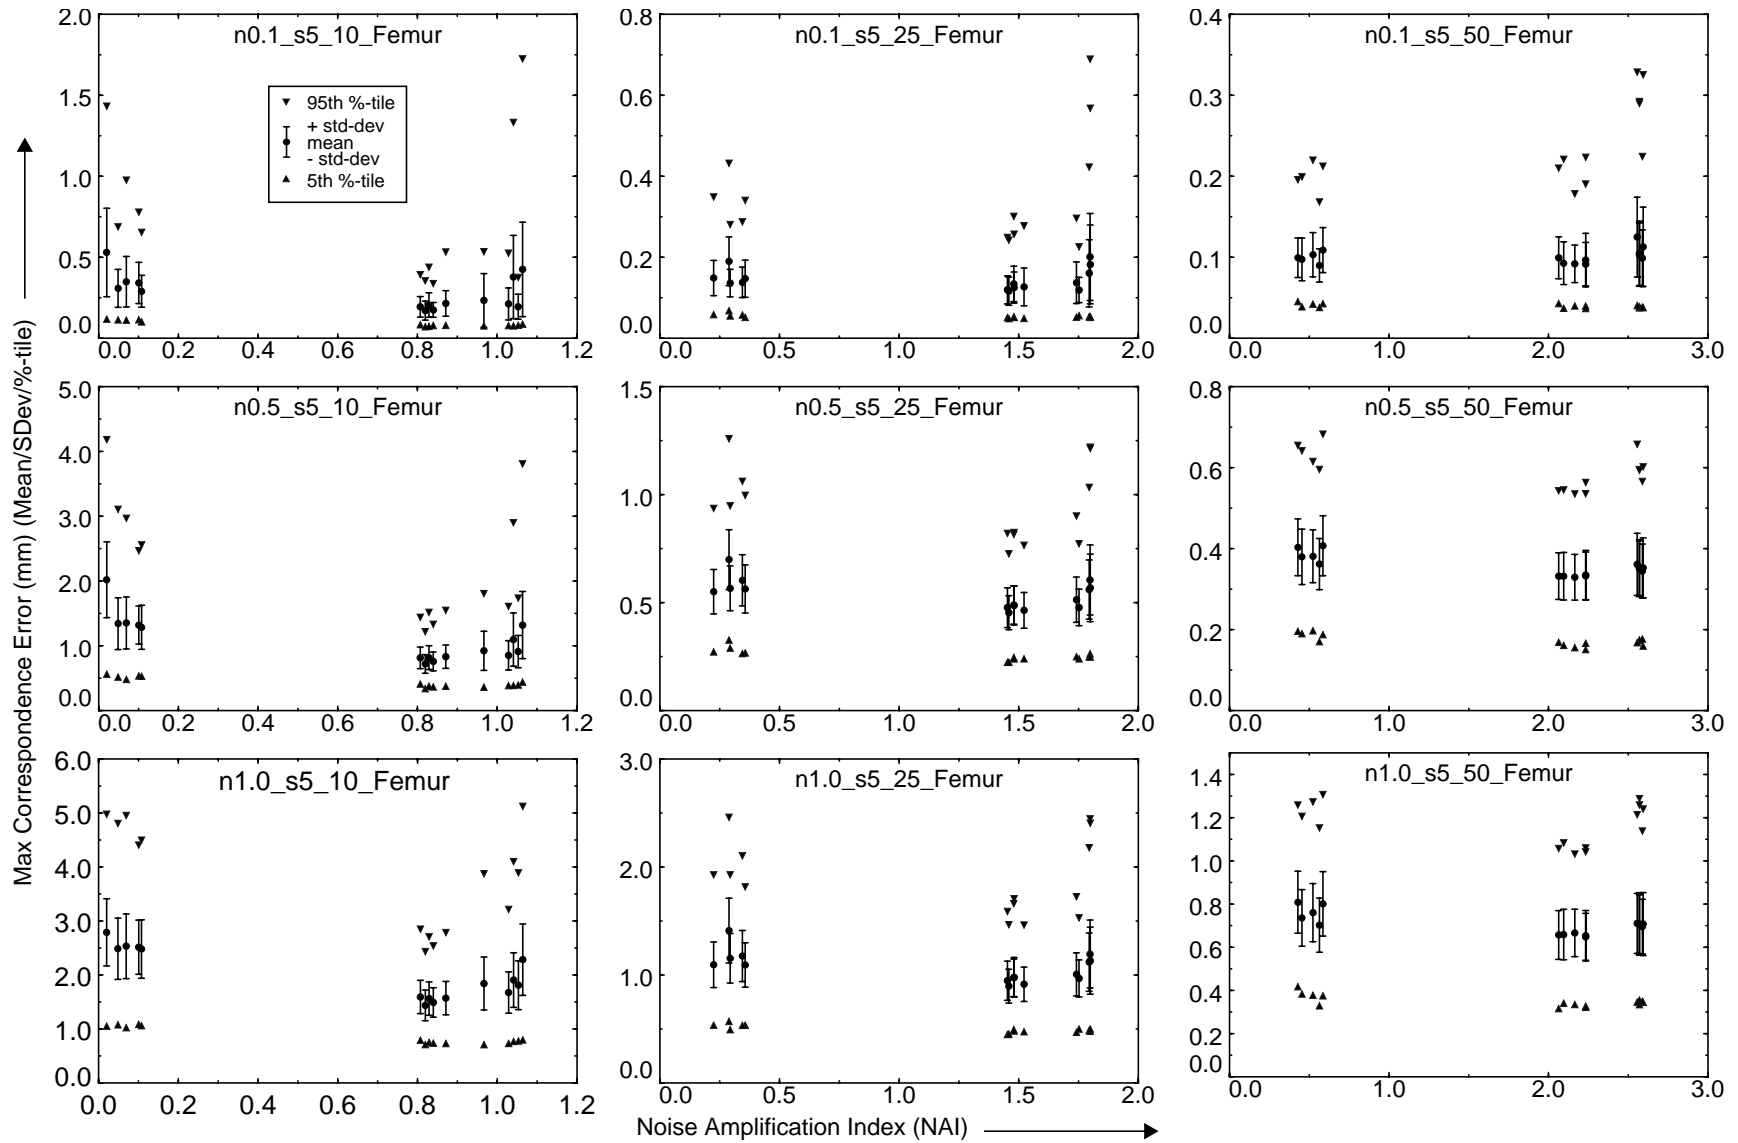 Max Correspondence Error (mm) (Mean/SDev/%-tile)
n0.1_s5_10_Femur
95th %-tile
+ std-dev
mean
- std-dev
5th %-tile
2.0
1.5
1.0
0.5
0.0
0.0 0.2 0.4 0.6 0.8 1.0 1.2
n0.1_s5_25_Femur
0.8
0.6
0.4
0.2
0.0
0.0 0.5 1.0 1.5 2.0
n0.1_s5_50_Femur
0.4
0.3
0.2
0.1
0.0
0.0 1.0 2.0 3.0
n0.5_s5_10_Femur
5.0
4.0
3.0
2.0
1.0
0.0
0.0 0.2 0.4 0.6 0.8 1.0 1.2
n0.5_s5_25_Femur
1.5
1.0
0.5
0.0
0.0 0.5 1.0 1.5 2.0
n0.5_s5_50_Femur
0.8
0.6
0.4
0.2
0.0
0.0 1.0 2.0 3.0
n1.0_s5_10_Femur
6.0
5.0
4.0
3.0
2.0
1.0
0.0
0.0 0.2 0.4 0.6 0.8 1.0 1.2
n1.0_s5_25_Femur
3.0
2.0
1.0
0.0
0.0 0.5 1.0 1.5 2.0
n1.0_s5_50_Femur
1.4
1.2
1.0
0.8
0.6
0.4
0.2
0.0
0.0 1.0 2.0 3.0
Noise Amplification Index (NAI)